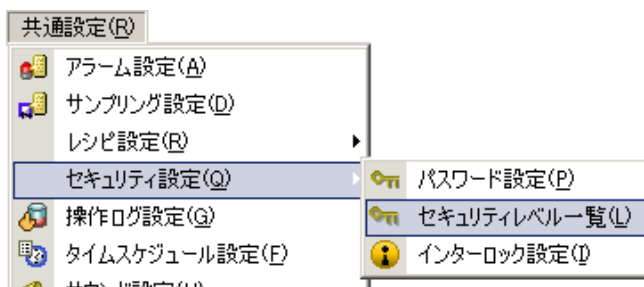 共通設定(R)
アラーム設定(A)
サンプリング設定(D)
レシピ設定(R)
セキュリティ設定(Q)
パスワード設定(P)
セキュリティレベル一覧(L)
操作ログ設定(G)
インターロック設定(I)
タイムスケジュール設定(F)